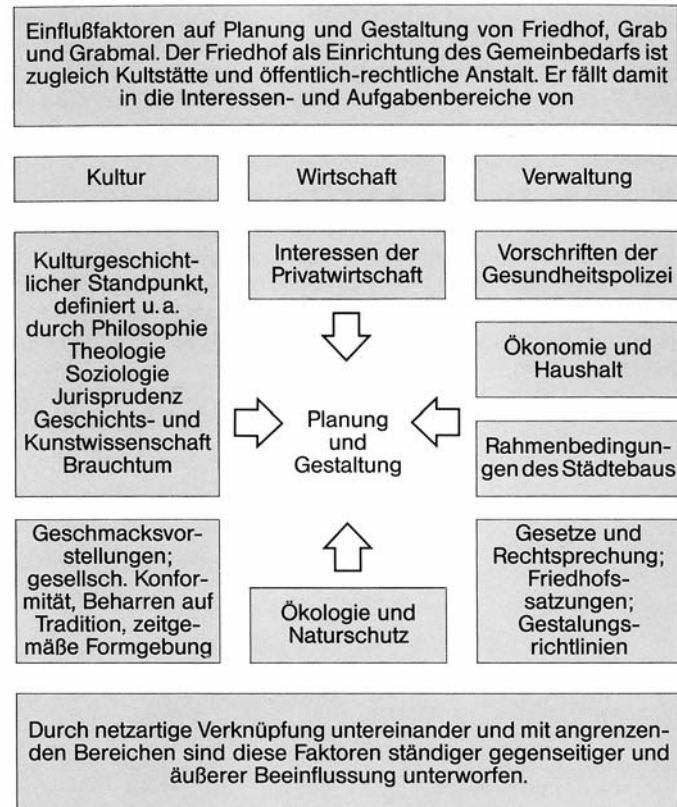 Einflußfaktoren auf Planung und Gestaltung von Friedhof, Grab
und Grabmal. Der Friedhof als Einrichtung des Gemeinbedarfs ist
zugleich Kultstätte und öffentlich-rechtliche Anstalt. Er fällt damit
in die Interessen- und Aufgabenbereiche von
Kultur
Wirtschaft
Verwaltung
Kulturgeschicht-
licher Standpunkt,
definiert u. a.
durch Philosophie
Theologie
Soziologie
Jurisprudenz
Geschichts- und
Kunstwissenschaft
Brauchtum
Geschmacksvor-
stellungen;
gesellsch. Konfor-
mität, Beharren auf
Tradition, zeitge-
mäße Formgebung
Interessen der
Privatwirtschaft
Planung
und
Gestaltung
Ökologie und
Naturschutz
Vorschriften der
Gesundheitspolizei
Ökonomie und
Haushalt
Rahmenbedingun-
gen des Städtebaus
Gesetze und
Rechtsprechung;
Friedhofs-
satzungen;
Gestalungs-
richtlinien
Durch netzartige Verknüpfung untereinander und mit angrenzen-
den Bereichen sind diese Faktoren ständiger gegenseitiger und
äußerer Beeinflussung unterworfen.